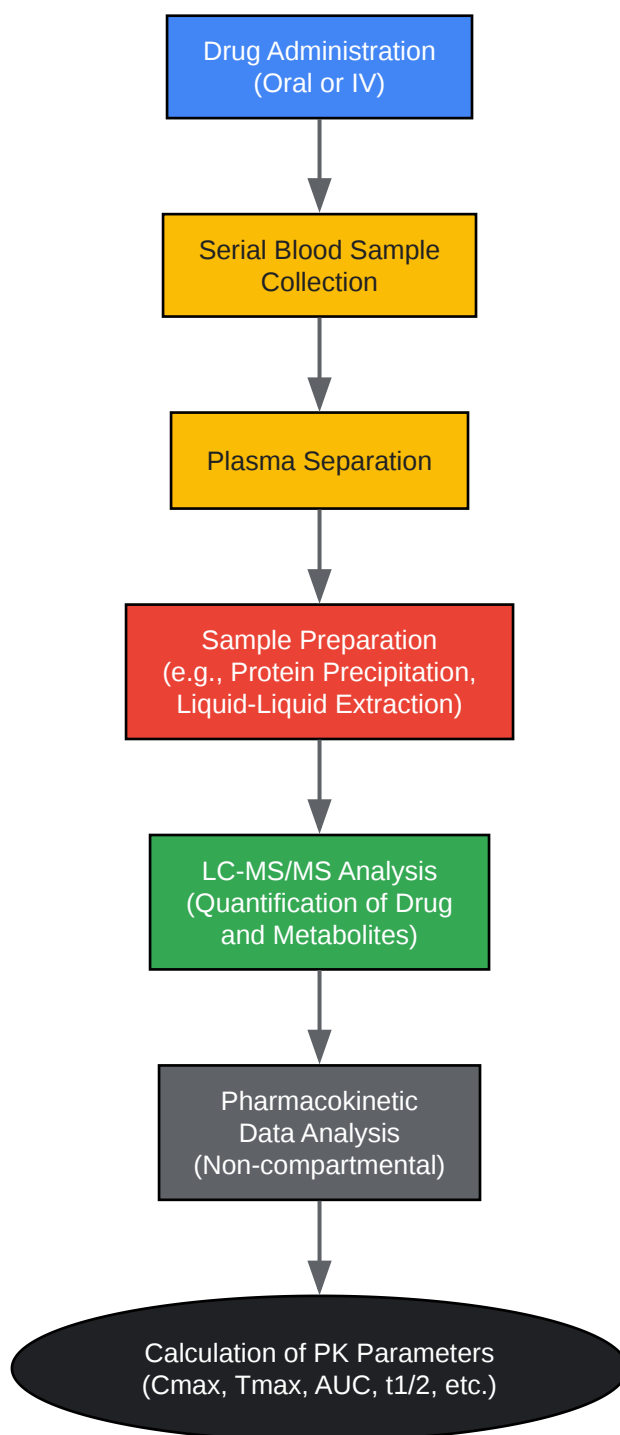 Drug Administration
(Oral or IV)
Serial Blood Sample
Collection
Plasma Separation
Sample Preparation
(e.g., Protein Precipitation,
Liquid-Liquid Extraction)
LC-MS/MS Analysis
(Quantification of Drug
and Metabolites)
Pharmacokinetic
Data Analysis
(Non-compartmental)
Calculation of PK Parameters
(Cmax, Tmax, AUC, t1/2, etc.)